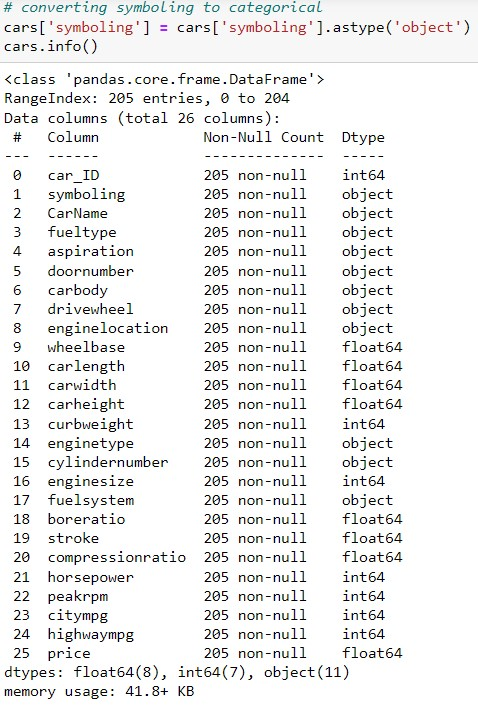 # converting symboling to categorical
cars['symboling'] = cars['symboling'].astype('object')
cars.info()
<class 'pandas.core.frame.DataFrame'>
RangeIndex: 205 entries, 0 to 204
Data columns (total 26 columns):
 #   Column            Non-Null Count  Dtype
---  ------            --------------  -----
 0   car_ID            205 non-null    int64
 1   symboling         205 non-null    object
 2   CarName           205 non-null    object
 3   fueltype          205 non-null    object
 4   aspiration        205 non-null    object
 5   doornumber        205 non-null    object
 6   carbody           205 non-null    object
 7   drivewheel        205 non-null    object
 8   enginelocation    205 non-null    object
 9   wheelbase         205 non-null    float64
 10  carlength         205 non-null    float64
 11  carwidth          205 non-null    float64
 12  carheight         205 non-null    float64
 13  curbweight        205 non-null    int64
 14  enginetype        205 non-null    object
 15  cylindernumber    205 non-null    object
 16  enginesize        205 non-null    int64
 17  fuelsystem        205 non-null    object
 18  boreratio         205 non-null    float64
 19  stroke            205 non-null    float64
 20  compressionratio  205 non-null    float64
 21  horsepower        205 non-null    int64
 22  peakrpm           205 non-null    int64
 23  citympg           205 non-null    int64
 24  highwaympg        205 non-null    int64
 25  price             205 non-null    float64
dtypes: float64(8), int64(7), object(11)
memory usage: 41.8+ KB